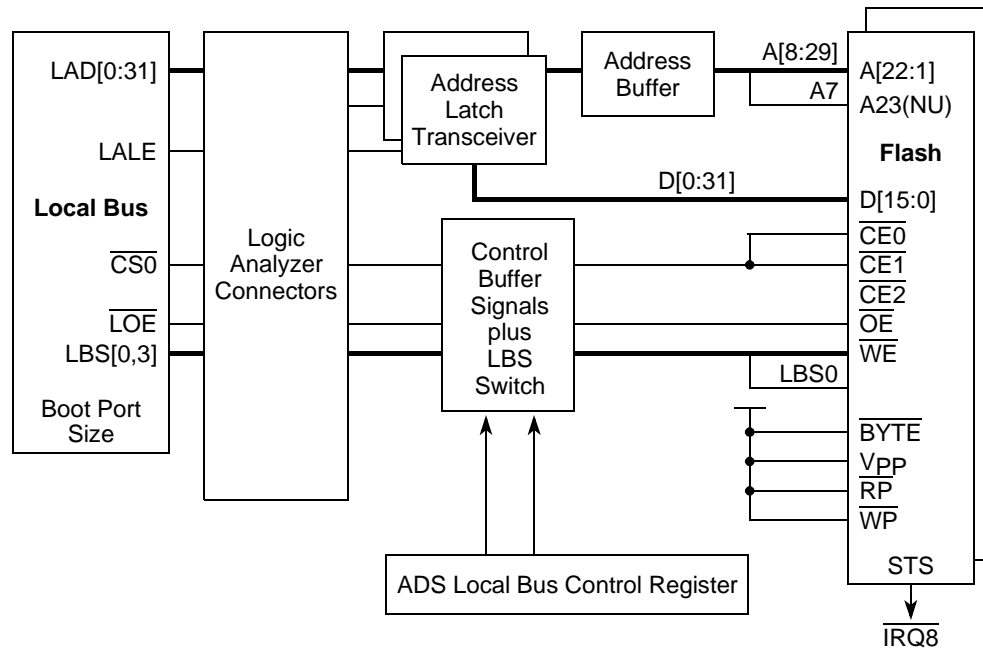 LAD[0:31]
LALE
Local Bus
CS0
LOE
LBS[0,3]
Boot Port
Size
Logic
Analyzer
Connectors
Address
Latch
Transceiver
Address
Buffer
A[8:29]
A7
D[0:31]
Control
Buffer
Signals
plus
LBS
Switch
LBS0
ADS Local Bus Control Register
A[22:1]
A23(NU)
Flash
D[15:0]
CE0
CE1
CE2
OE
WE
BYTE
VPP
RP
WP
STS
IRQ8